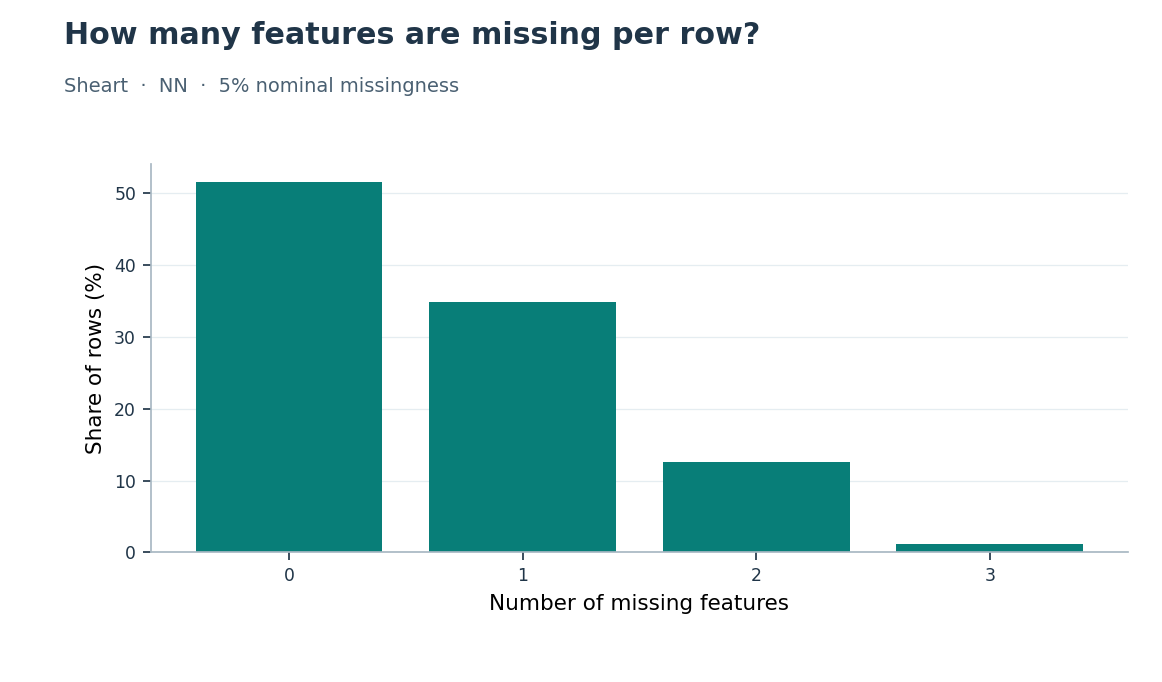 How many features are missing per row?
Sheart · NN · 5% nominal missingness
Share of rows (%)
50
40
30
20
10
0
0 1 2 3
Number of missing features